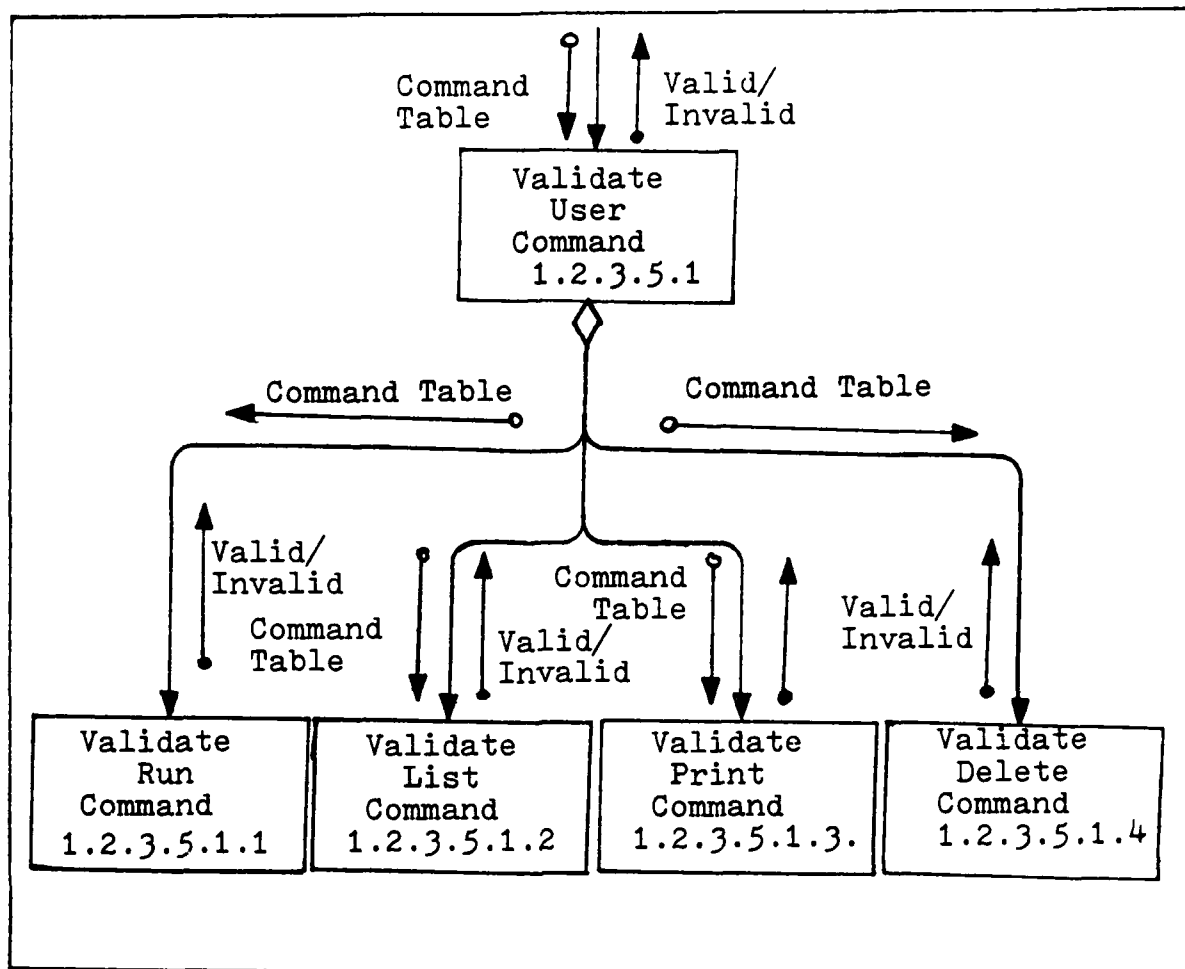 Command
Table
Valid/
Invalid
Validate
User
Command
1.2.3.5.1
Command Table
Command Table
Valid/
Invalid
Command
Table
Valid/
Invalid
Command
Table
Valid/
Invalid
Validate
Run
Command
1.2.3.5.1.1
Validate
List
Command
1.2.3.5.1.2
Validate
Print
Command
1.2.3.5.1.3.
Validate
Delete
Command
1.2.3.5.1.4